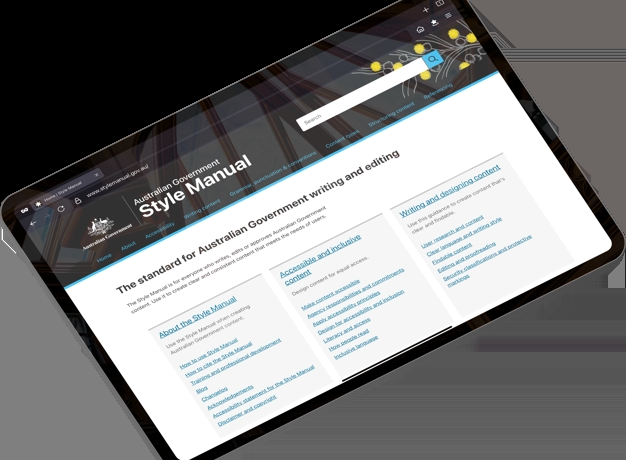 Home | Style Manual
www.stylemanual.gov.au/
Australian Government
Australian Government
Style Manual
Search
Home
About
Accessibility
Writing content
Grammar, punctuation & conventions
Content types
Structuring content
Referencing
The standard for Australian Government writing and editing
The Style Manual is for everyone who writes, edits or approves Australian Government
content. Use it to create clear and consistent content that meets the needs of users.
About the Style Manual
Use the Style Manual when creating
Australian Government content.
How to use Style Manual
How to cite the Style Manual
Training and professional development
Blog
Changelog
Acknowledgements
Accessibility statement for the Style Manual
Disclaimer and copyright
Accessible and inclusive
content
Design content for equal access.
Make content accessible
Agency responsibilities and commitments
Apply accessibility principles
Design for accessibility and inclusion
Literacy and access
How people read
Inclusive language
Writing and designing content
Use this guidance to create content that's
clear and findable.
User research and content
Clear language and writing style
Findable content
Editing and proofreading
Security classifications and protective
markings